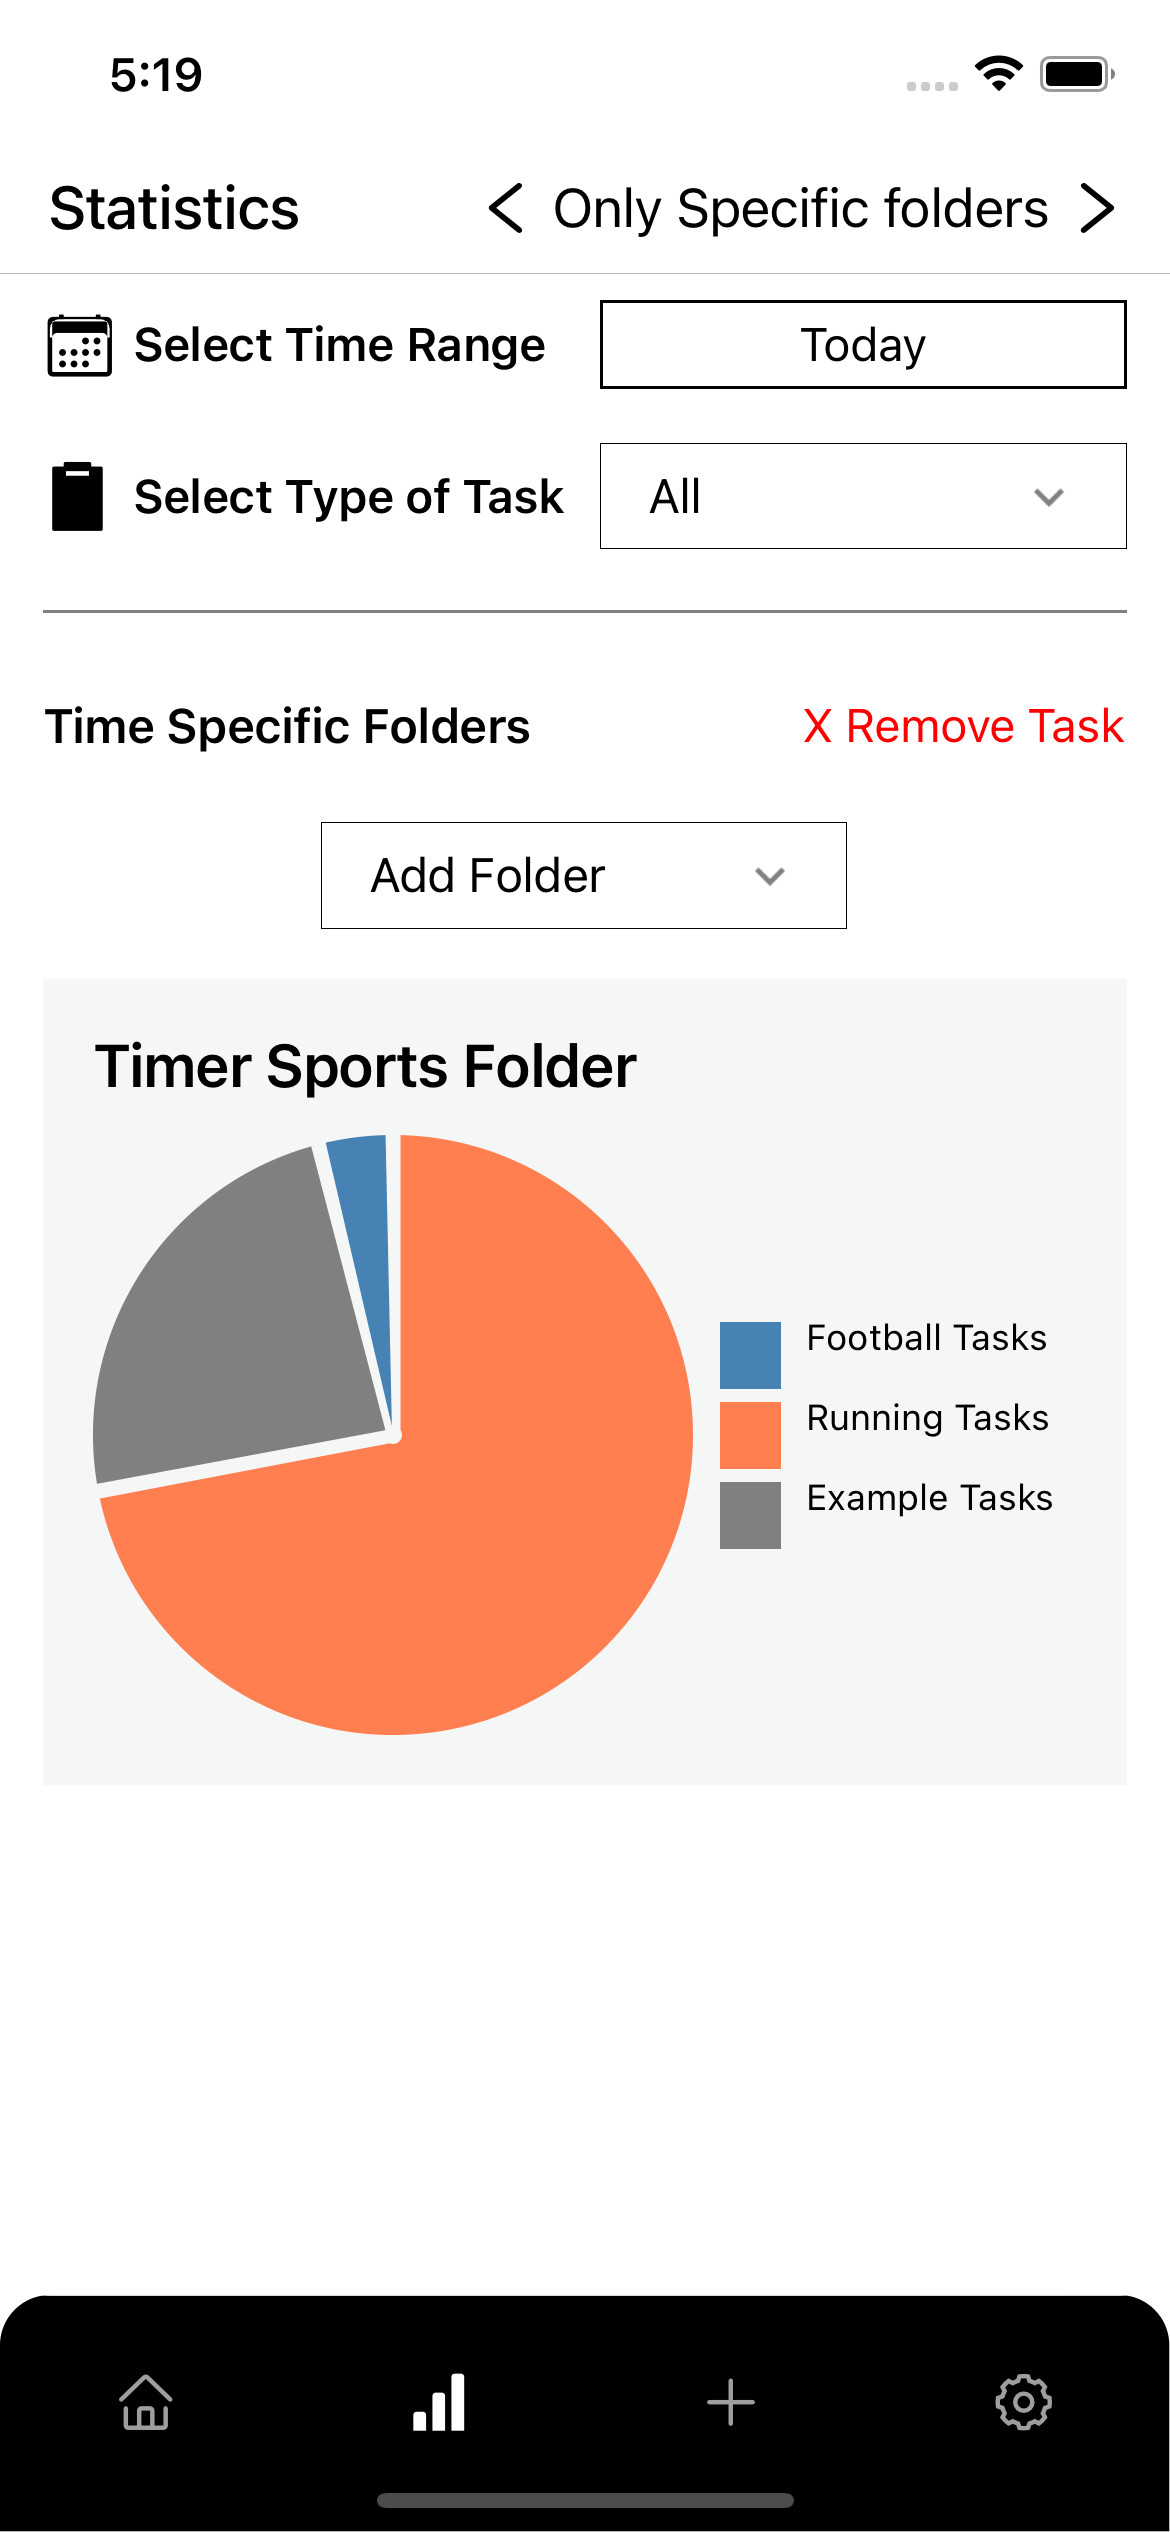 5:19
Statistics
Only Specific folders
Select Time Range
Today
Select Type of Task
All
Time Specific Folders
X Remove Task
Add Folder
Timer Sports Folder
Football Tasks
Running Tasks
Example Tasks